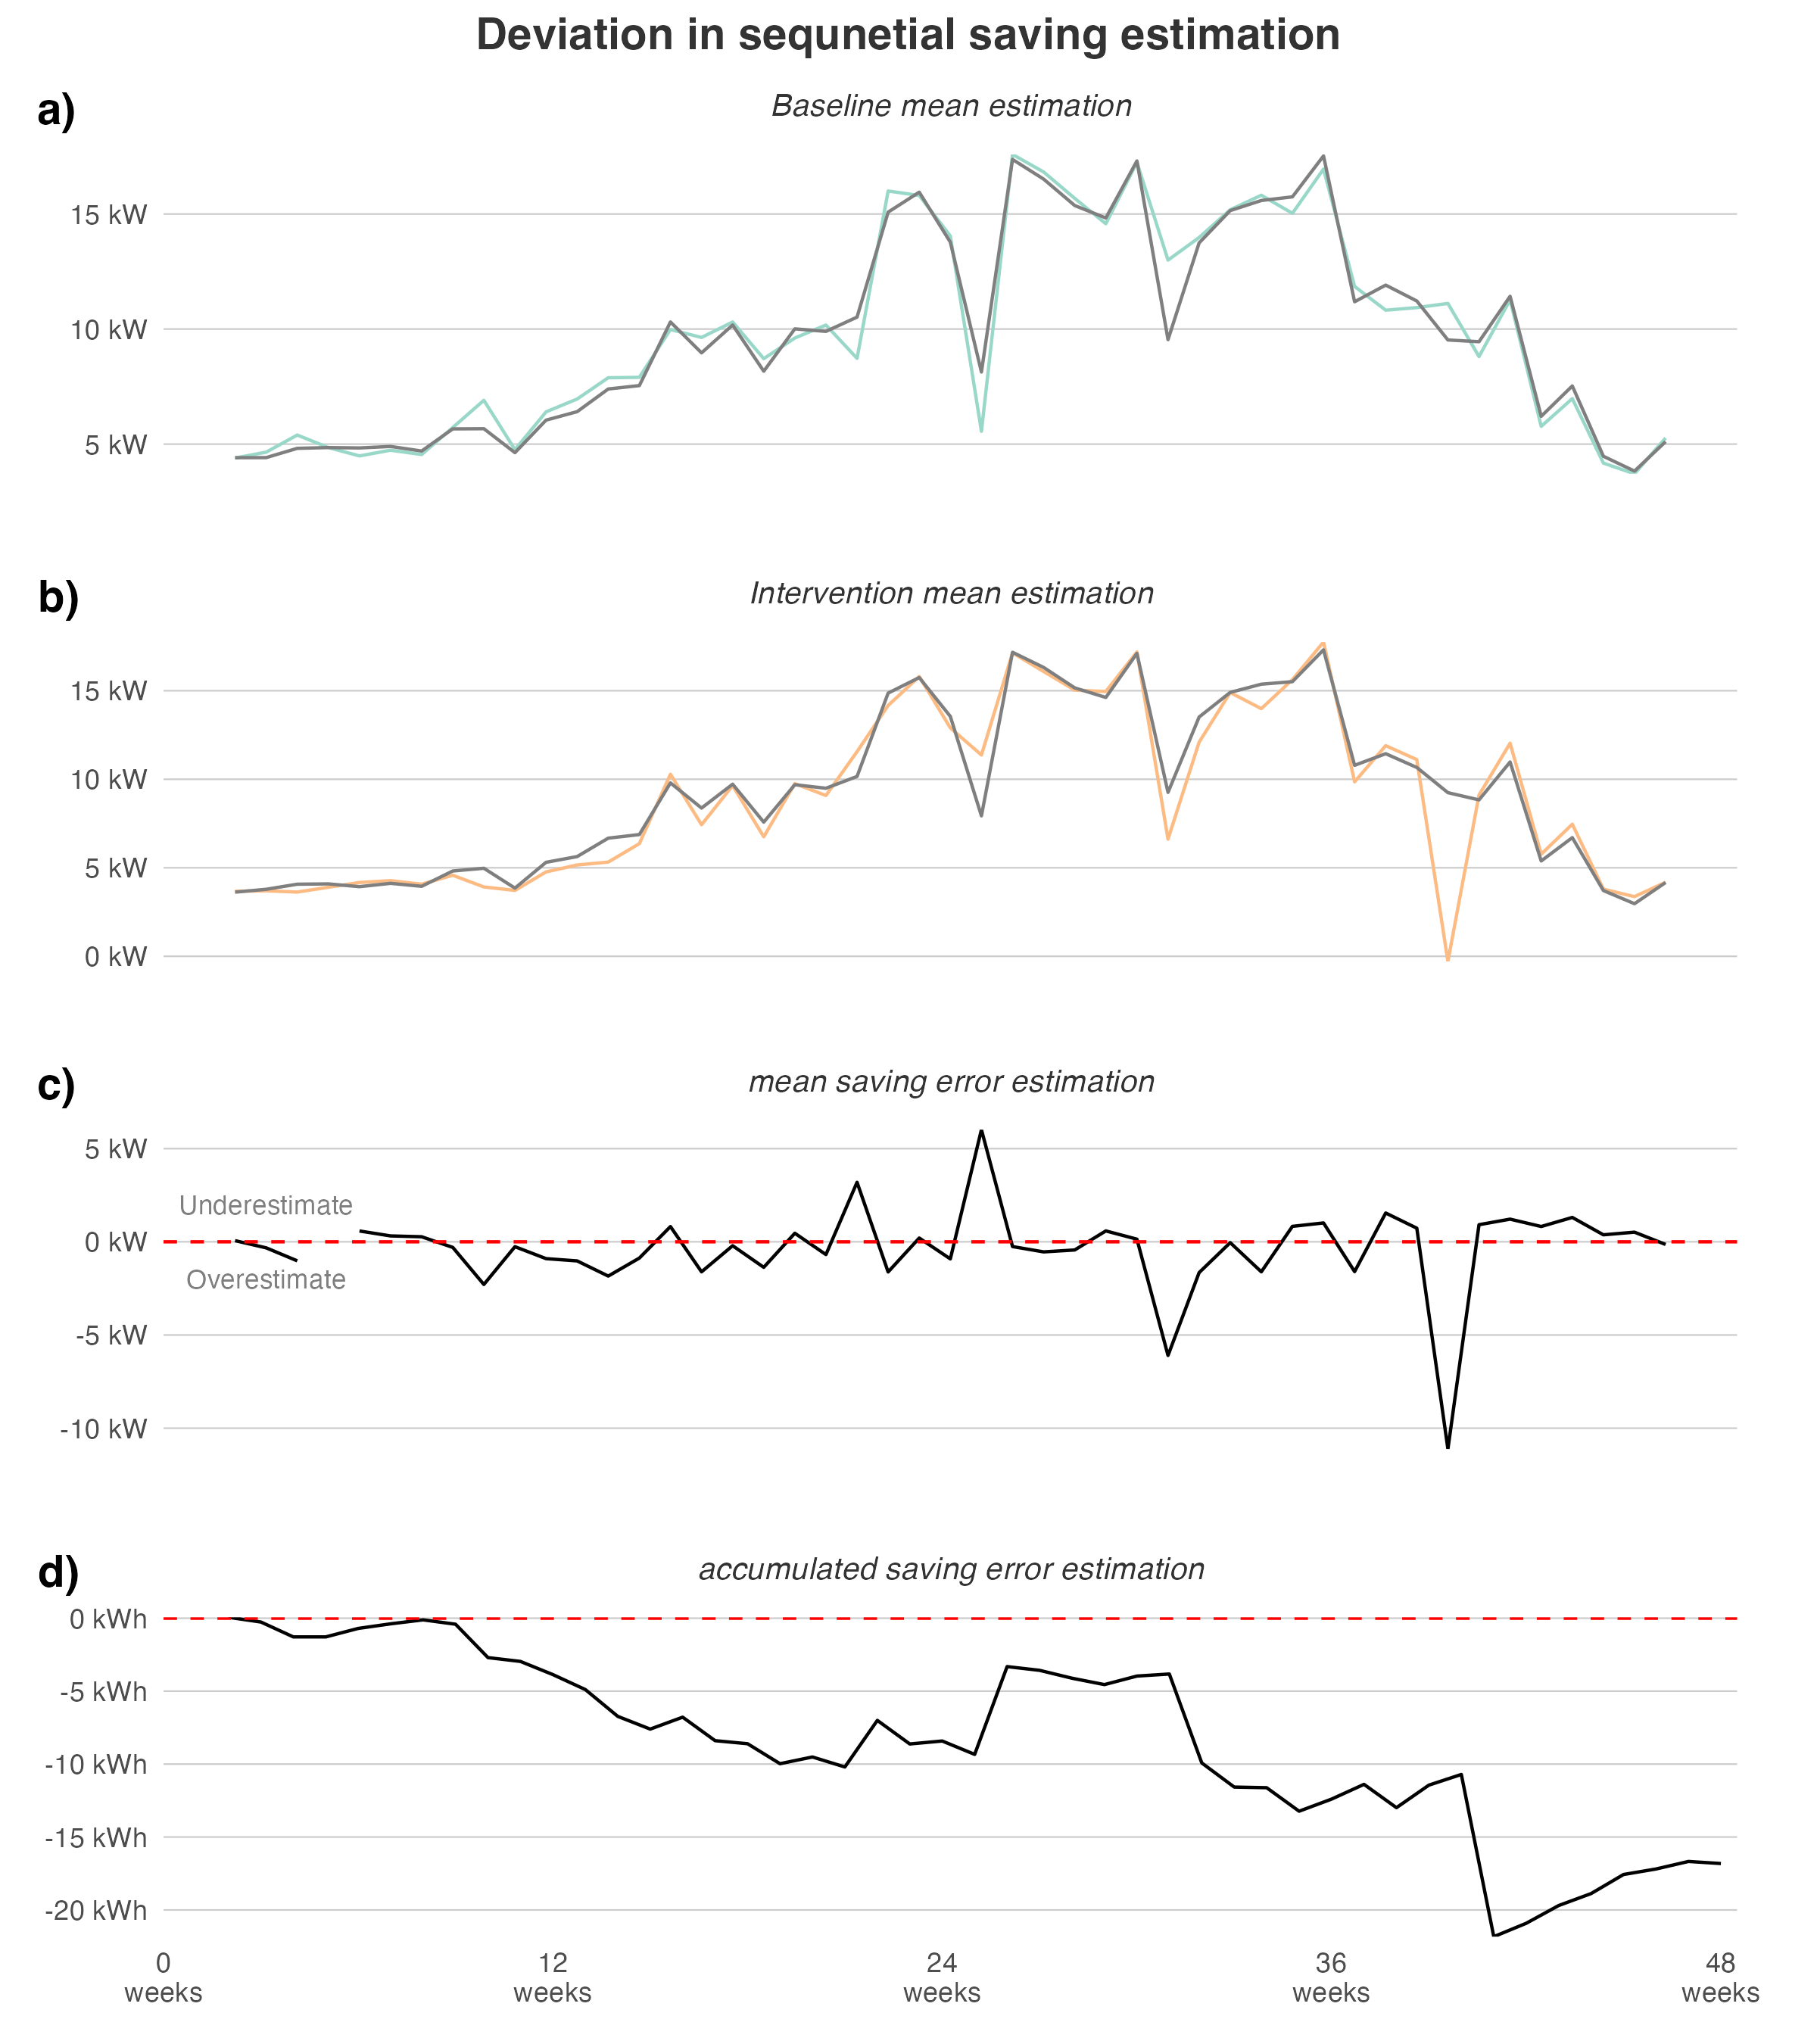 Deviation in sequnetial saving estimation
a)
Baseline mean estimation
15 kW
10 kW
5 kW
b)
Intervention mean estimation
15 kW
10 kW
5 kW
0 kW
c)
mean saving error estimation
5 kW
Underestimate
0 kW
Overestimate
-5 kW
-10 kW
d)
accumulated saving error estimation
0 kWh
-5 kWh
-10 kWh
-15 kWh
-20 kWh
0 12 24 36 48
weeks weeks weeks weeks weeks